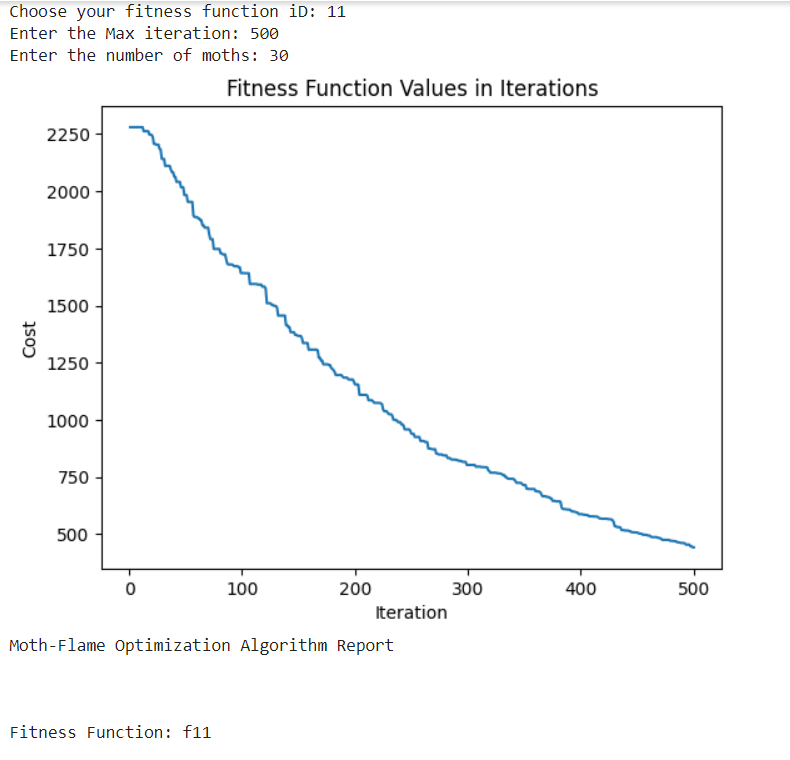 Choose your fitness function iD: 11
Enter the Max iteration: 500
Enter the number of moths: 30
Fitness Function Values in Iterations
2250
2000
1750
1500
1250
1000
750
500
Cost
0 100 200 300 400 500
Iteration
Moth-Flame Optimization Algorithm Report
Fitness Function: f11